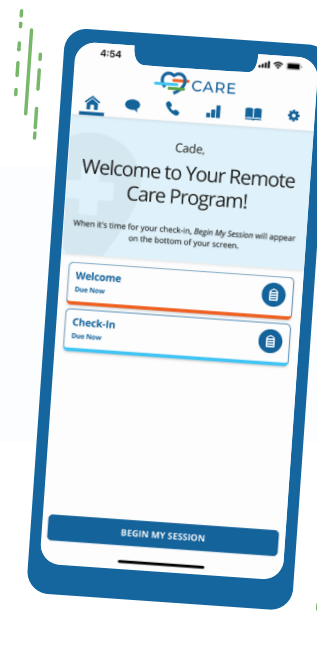 4:54
CARE
Cade,
Welcome to Your Remote
Care Program!
When it's time for your check-in, Begin My Session will appear
on the bottom of your screen.
Welcome
Due Now
Check-In
Due Now
BEGIN MY SESSION